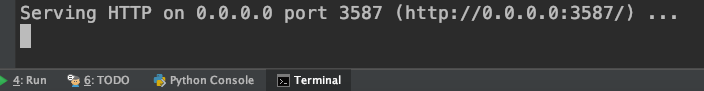 Serving HTTP on 0.0.0.0 port 3587 (http://0.0.0.0:3587/) ...
4: Run 6: TODO Python Console Terminal